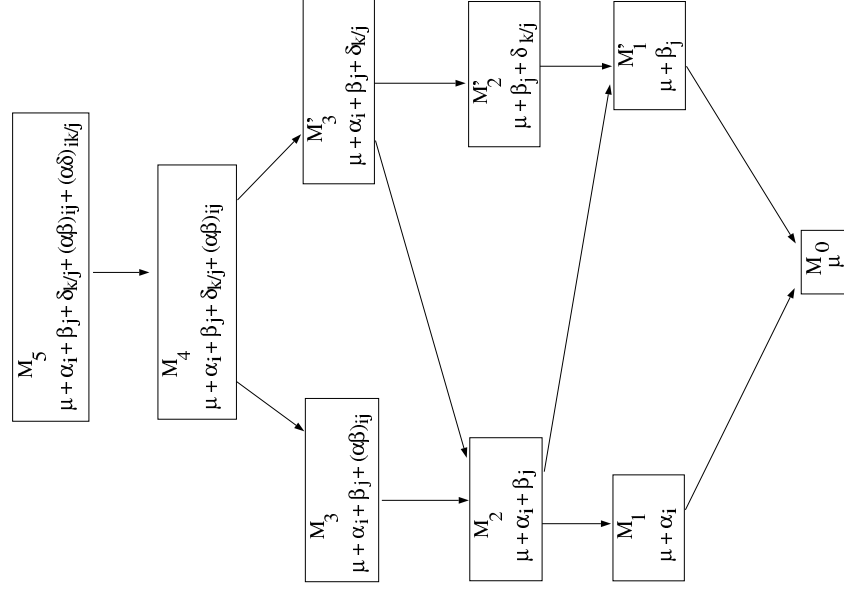 M5
μ + αi + βj + δk/j + (αβ)ij + (αδ)ik/j
M4
μ + αi + βj + δk/j + (αβ)ij
M3
μ + αi + βj + (αβ)ij
M'3
μ + αi + βj + δk/j
M2
μ + αi + βj
M'2
μ + βj + δk/j
M1
μ + αi
M'1
μ + βj
M0
μ